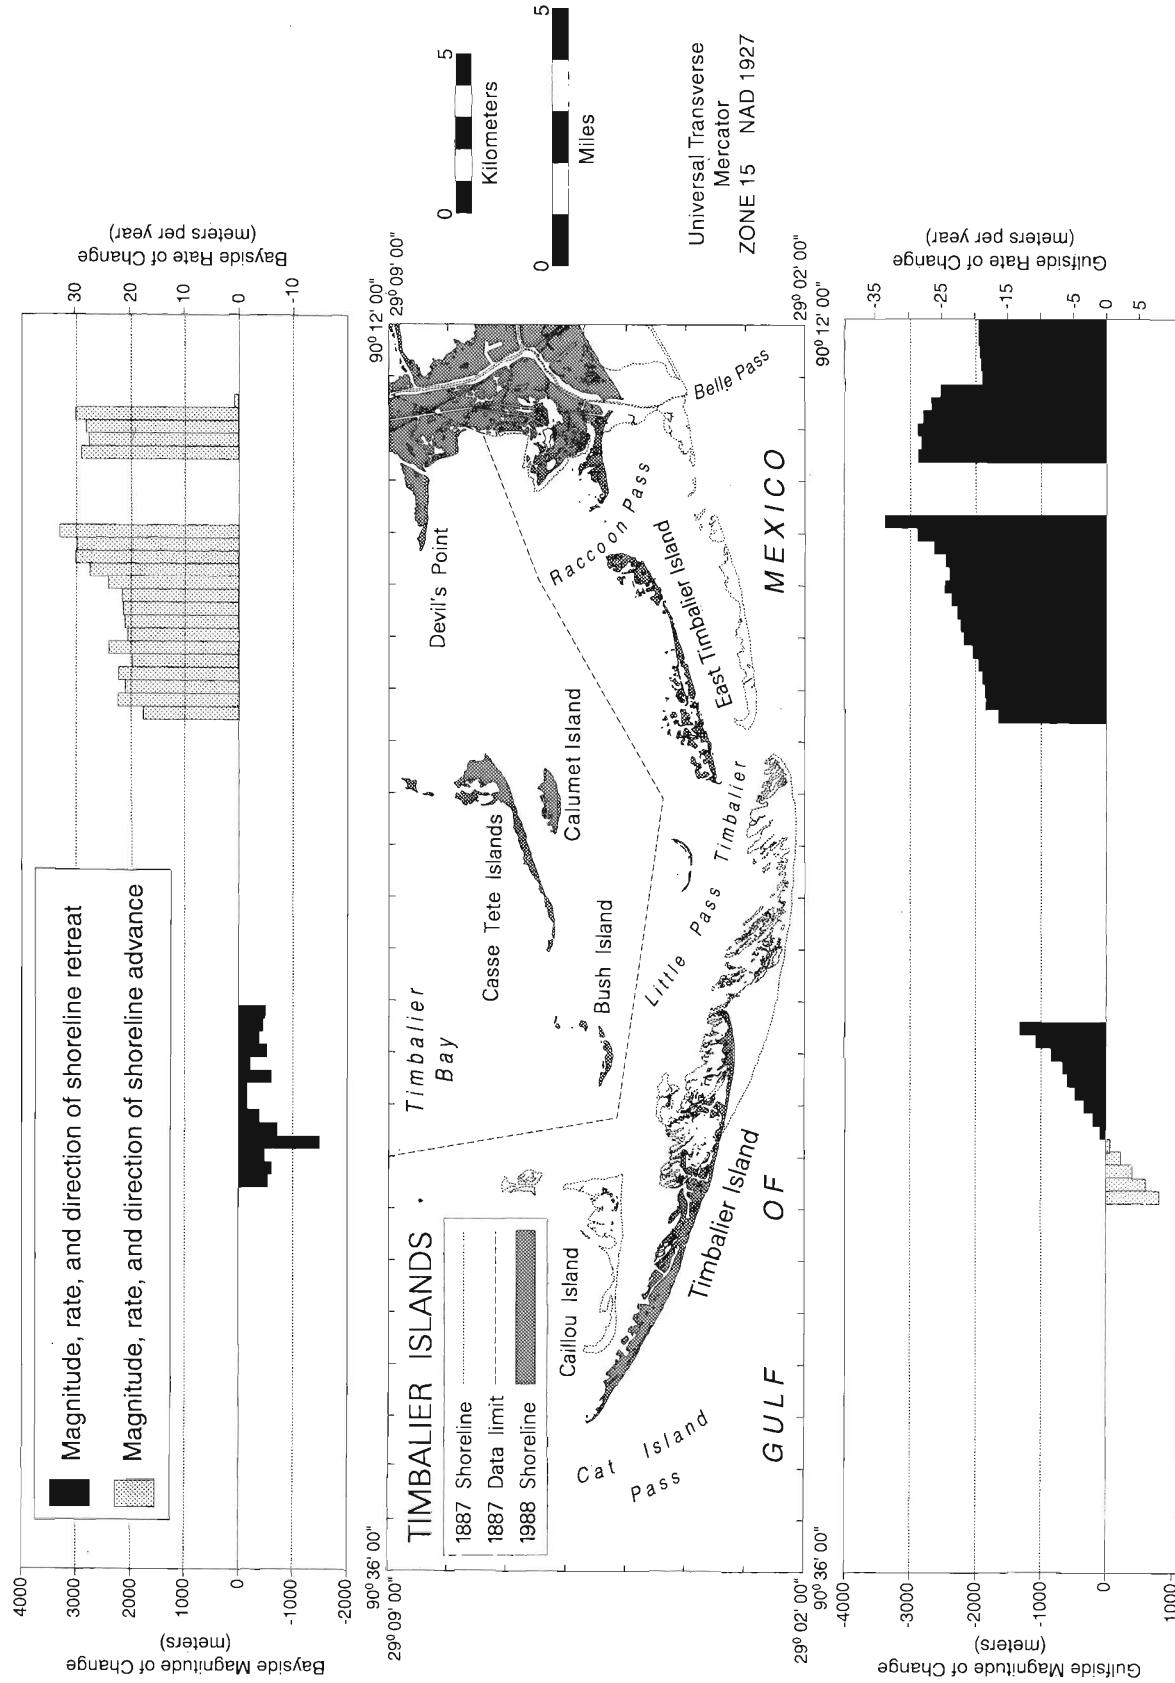 Bayside Magnitude of Change
(meters)
4000
3000
2000
1000
0
-1000
-2000
Magnitude, rate, and direction of shoreline retreat
Magnitude, rate, and direction of shoreline advance
30
20
10
0
-10
Bayside Rate of Change
(meters per year)
90° 36' 00"
29° 09' 00"
90° 12' 00"
29° 09' 00"
TIMBALIER ISLANDS
1887 Shoreline
1887 Data limit
1988 Shoreline
Timbalier
Bay
Casse Tete Islands
Calumet Island
Bush Island
Devil's Point
Caillou Island
Cat Island
Pass
Timbalier Island
Little Pass Timbalier
East Timbalier Island
Raccoon Pass
Belle Pass
GULF OF MEXICO
29° 02' 00"
90° 36' 00"
29° 02' 00"
90° 12' 00"
0 5
Kilometers
0 5
Miles
Universal Transverse
Mercator
ZONE 15 NAD 1927
Gulfside Magnitude of Change
(meters)
-4000
-3000
-2000
-1000
0
1000
-35
-25
-15
-5
0
5
Gulfside Rate of Change
(meters per year)